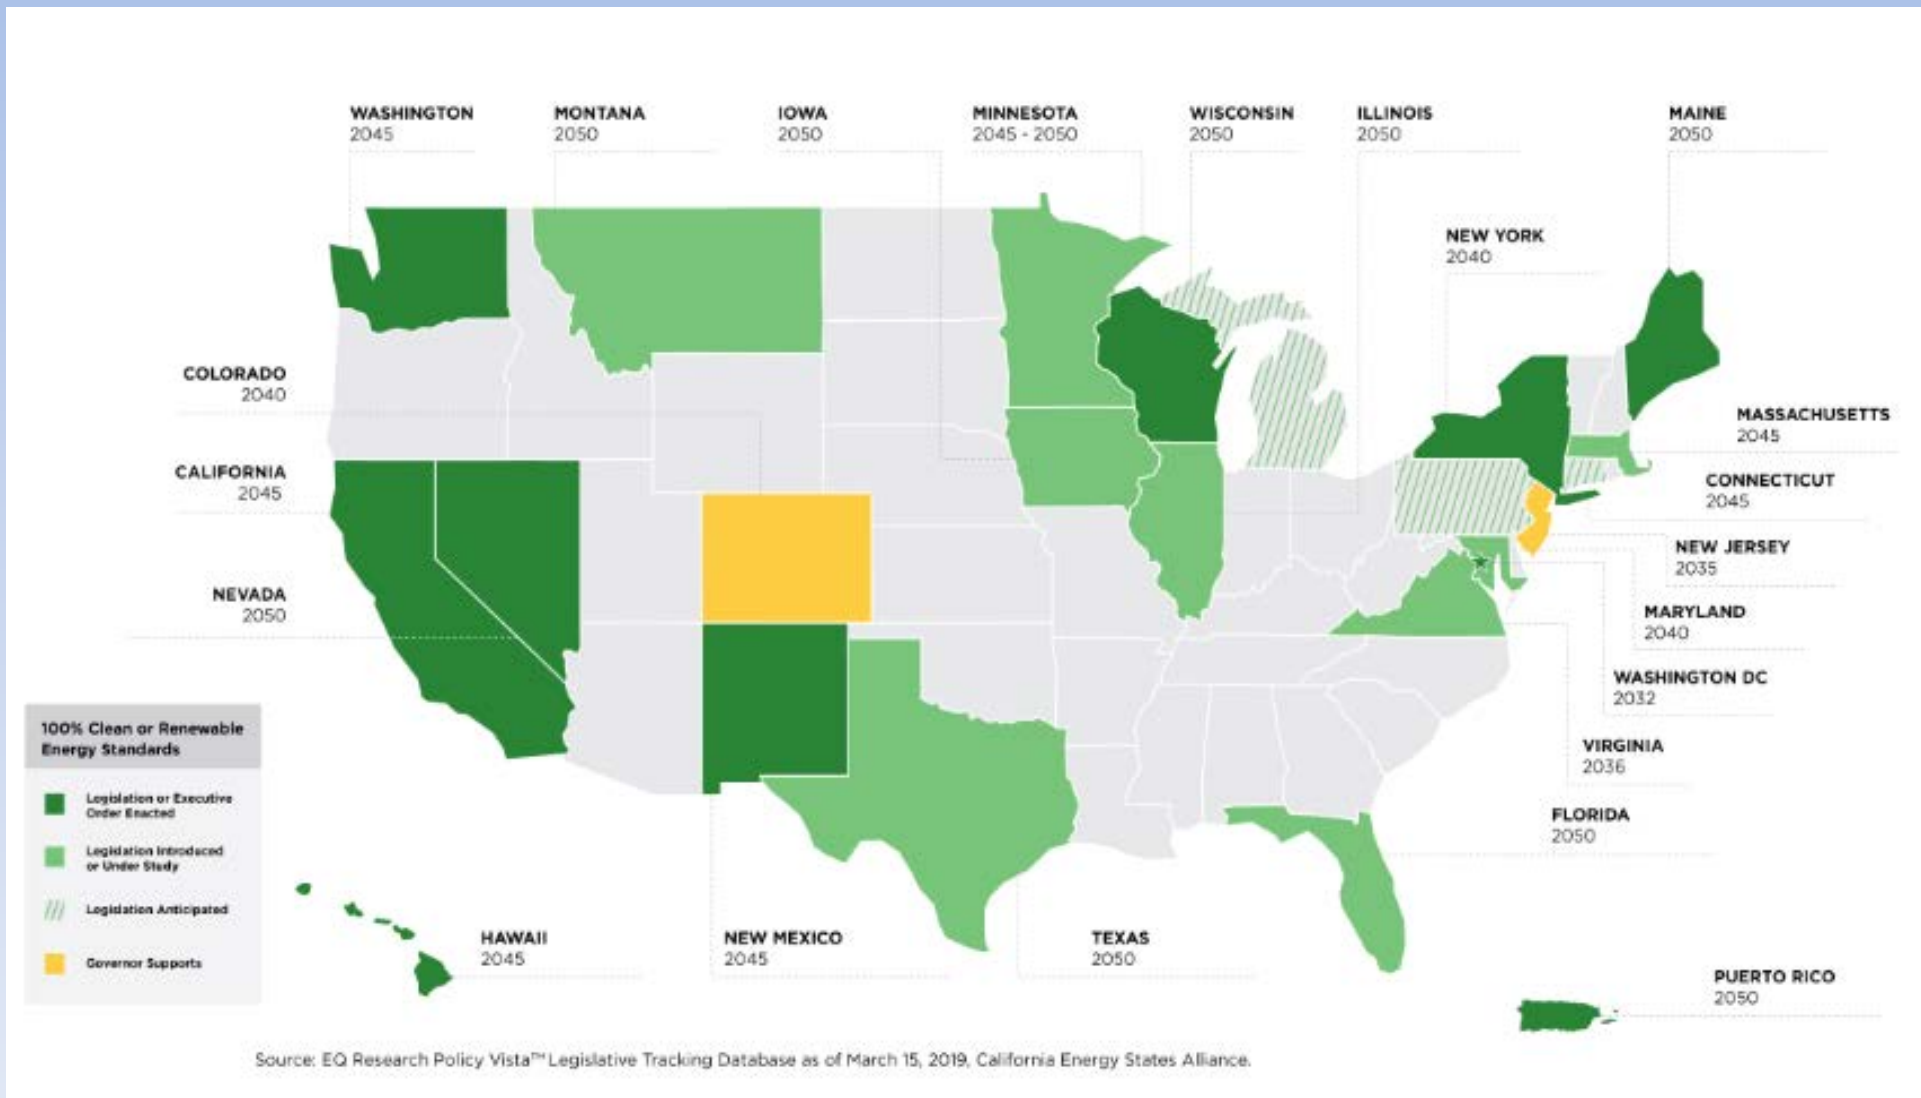 WASHINGTON
2045
MONTANA
2050
IOWA
2050
MINNESOTA
2045 - 2050
WISCONSIN
2050
ILLINOIS
2050
MAINE
2050
NEW YORK
2040
COLORADO
2040
MASSACHUSETTS
2045
CALIFORNIA
2045
CONNECTICUT
2045
NEW JERSEY
2035
NEVADA
2050
MARYLAND
2040
WASHINGTON DC
2032
VIRGINIA
2036
FLORIDA
2050
100% Clean or Renewable
Energy Standards
Legislation or Executive
Order Enacted
Legislation Introduced
or Under Study
Legislation Anticipated
Governor Supports
HAWAII
2045
NEW MEXICO
2045
TEXAS
2050
PUERTO RICO
2050
Source: EQ Research Policy Vista™ Legislative Tracking Database as of March 15, 2019, California Energy States Alliance.